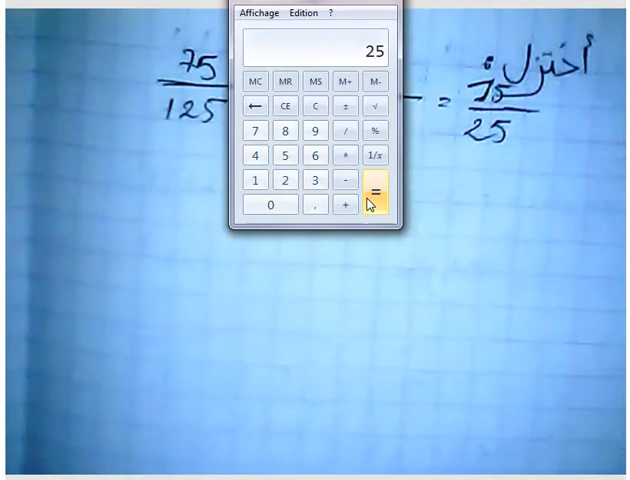 Affichage Edition ?
25
MC MR MS M+ M-
← CE C ± √
7 8 9 / %
4 5 6 * 1/x
1 2 3 - =
0 , +
أختزل:
75/125 — = 75/25